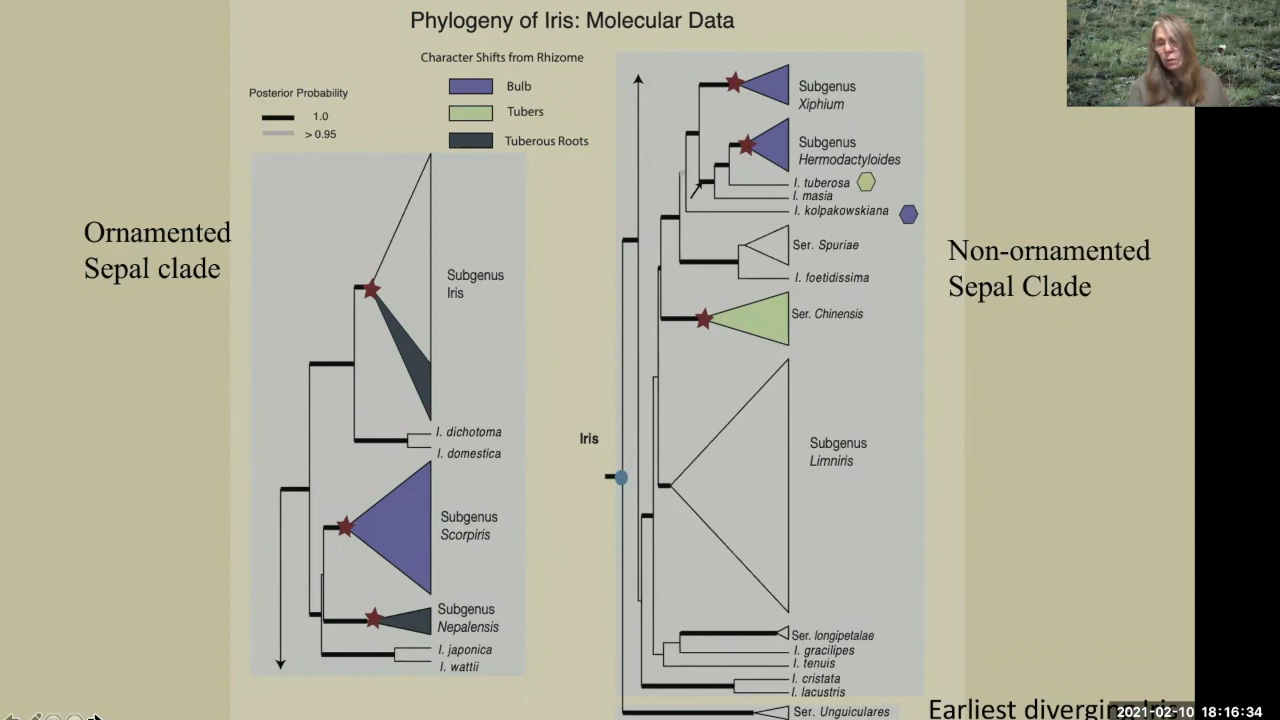 Phylogeny of Iris: Molecular Data
Character Shifts from Rhizome
Bulb
Tubers
Tuberous Roots
Posterior Probability
1.0
> 0.95
Ornamented
Sepal clade
Subgenus
Iris
I. dichotoma
I. domestica
Subgenus
Scorpiris
Subgenus
Nepalensis
I. japonica
I. wattii
Iris
Subgenus
Xiphium
Subgenus
Hermodactyloides
I. tuberosa
I. masia
I. kolpakowskiana
Ser. Spuriae
I. foetidissima
Ser. Chinensis
Subgenus
Limniris
Ser. longipetalae
I. gracilipes
I. tenuis
I. cristata
I. lacustris
Ser. Unguiculares
Non-ornamented
Sepal Clade
Earliest
2021-02-10 18:16:34